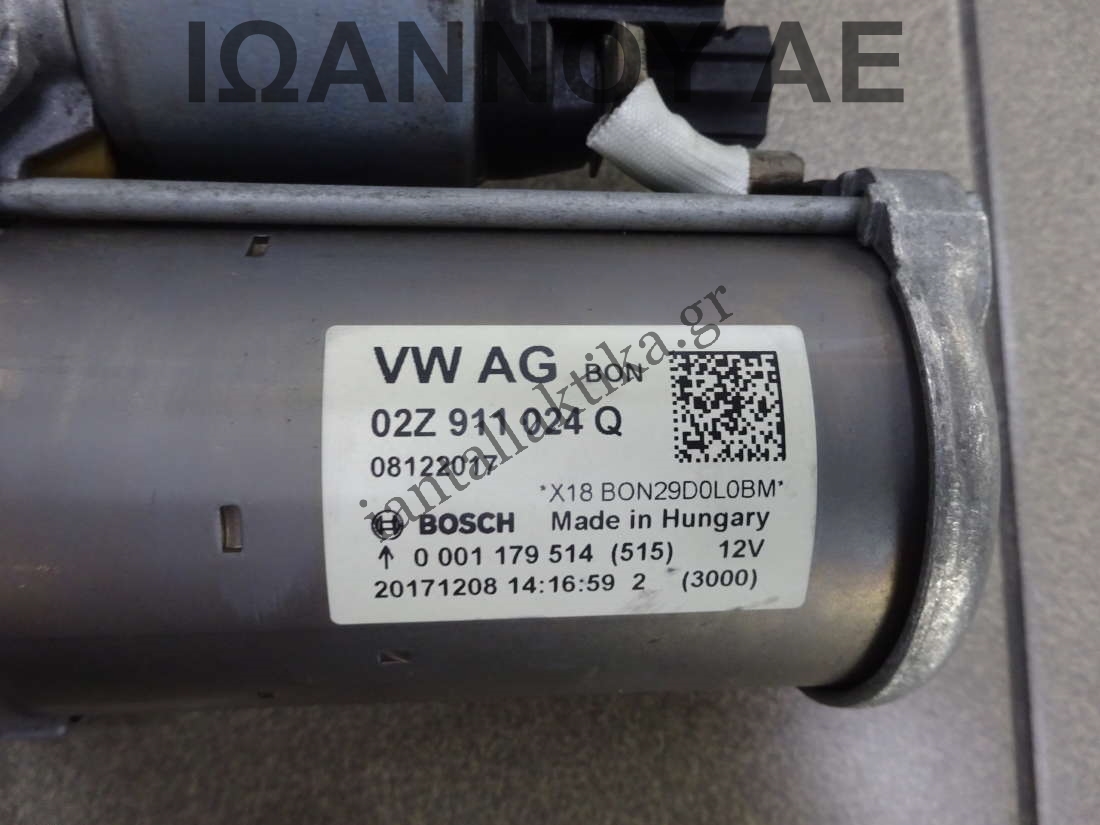 ΙΩΑΝΝΟΥ ΑΕ
iantallaktika.gr
VW AG BON
02Z 911 024 Q
08122017
*X18 BON29D0L0BM*
BOSCH Made in Hungary
↑ 0 001 179 514 (515) 12V
20171208 14:16:59 2 (3000)